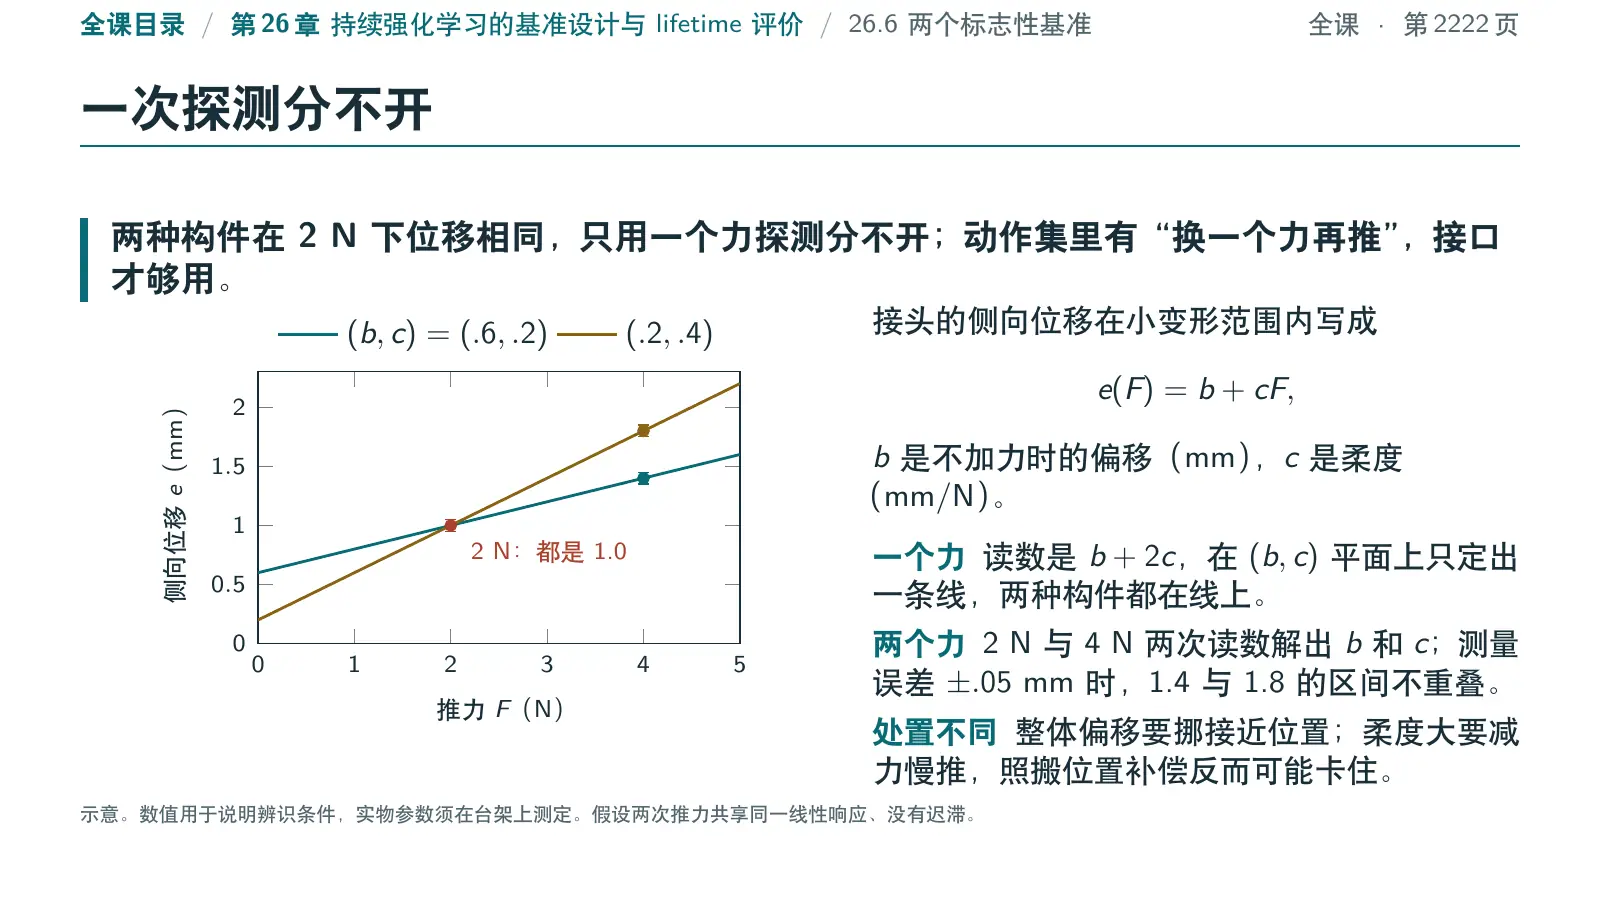 全课目录 / 第 26 章 持续强化学习的基准设计与 lifetime 评价 / 26.6 两个标志性基准 全课 · 第 2222 页
一次探测分不开
两种构件在 2 N 下位移相同，只用一个力探测分不开；动作集里有 “换一个力再推”，接口
才够用。
(b, c) = (.6, .2) (.2, .4)
侧向位移 e (mm)
2
1.5
1
0.5
0
2 N：都是 1.0
0 1 2 3 4 5
推力 F (N)
接头的侧向位移在小变形范围内写成
e(F) = b + cF,
b 是不加力时的偏移（mm），c 是柔度
(mm/N)。
一个力 读数是 b + 2c，在 (b, c) 平面上只定出
一条线，两种构件都在线上。
两个力 2 N 与 4 N 两次读数解出 b 和 c；测量
误差 ±.05 mm 时，1.4 与 1.8 的区间不重叠。
处置不同 整体偏移要挪接近位置；柔度大要减
力慢推，照搬位置补偿反而可能卡住。
示意。数值用于说明辨识条件，实物参数须在台架上测定。假设两次推力共享同一线性响应、没有迟滞。